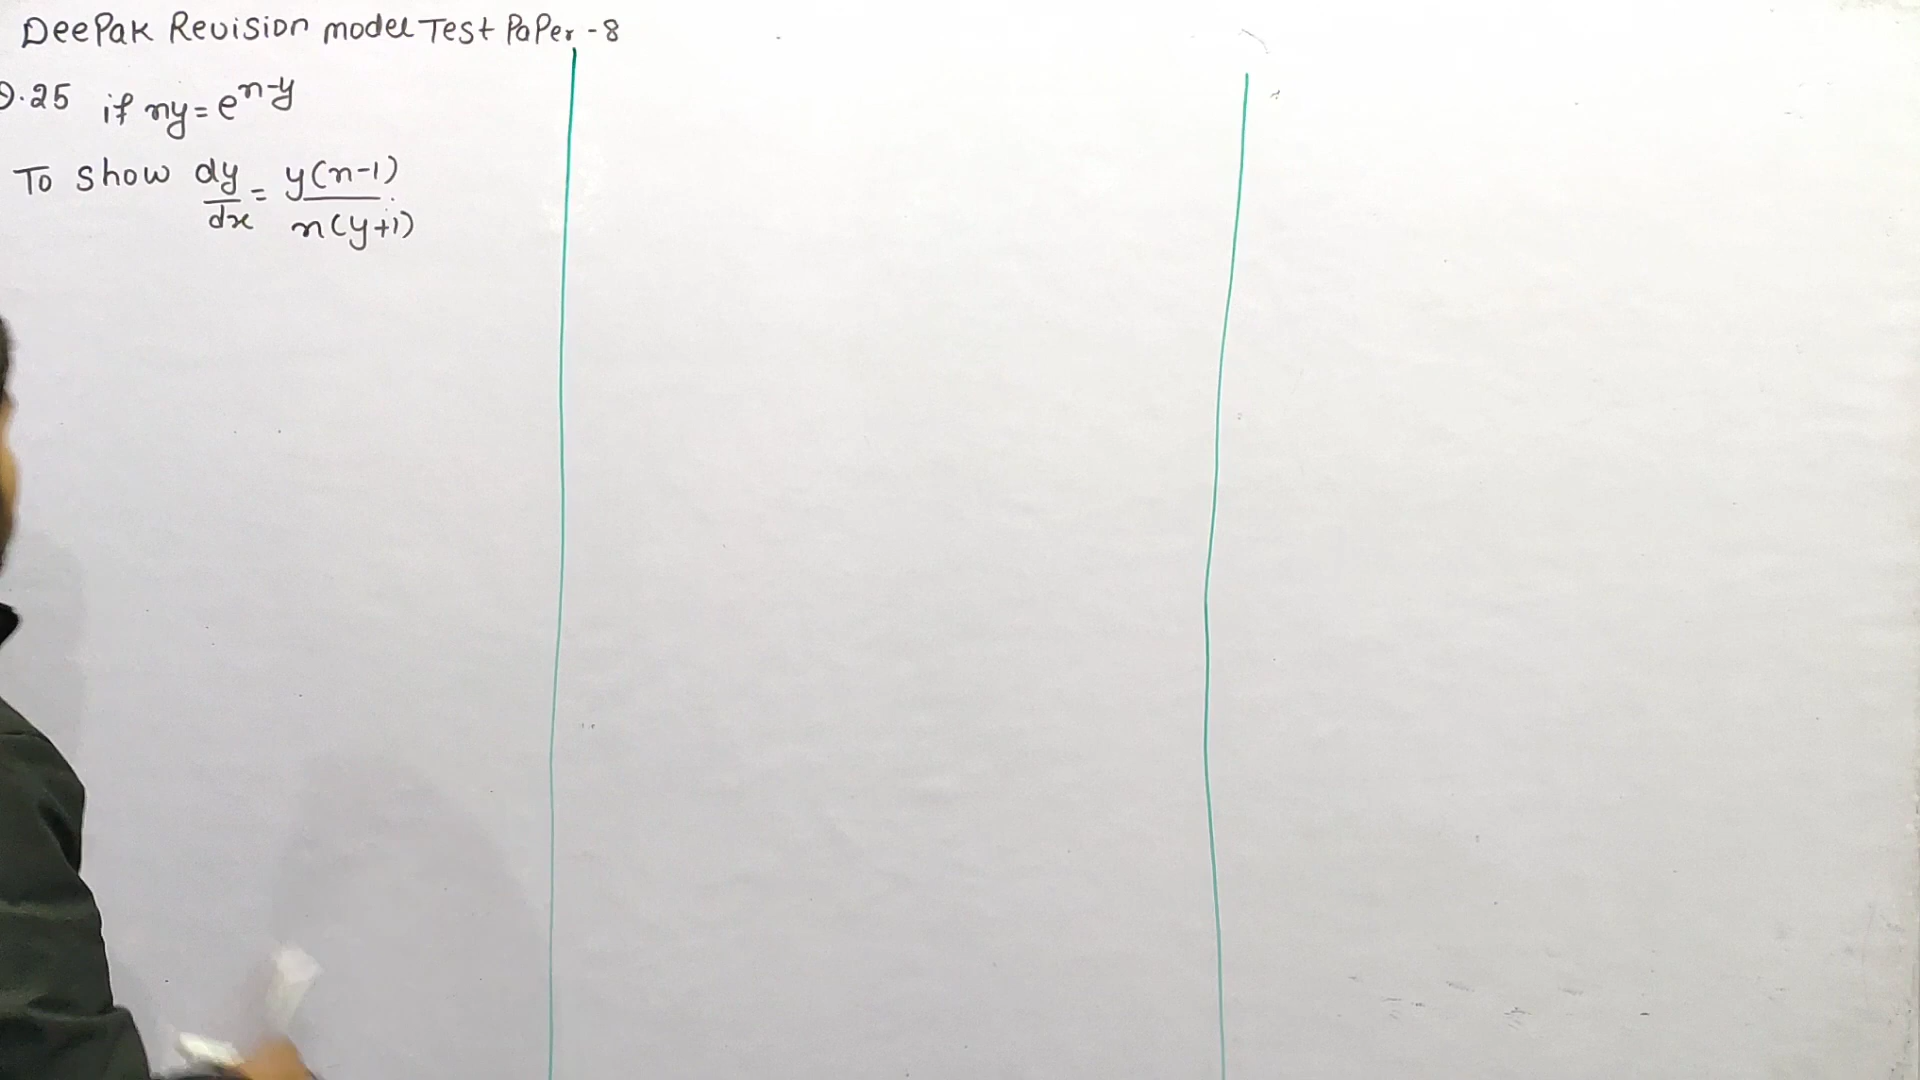 DeePak Revision model Test PaPer - 8
Q.25 if xy = e^{x-y}
To show dy/dx = y(x-1)/x(y+1)